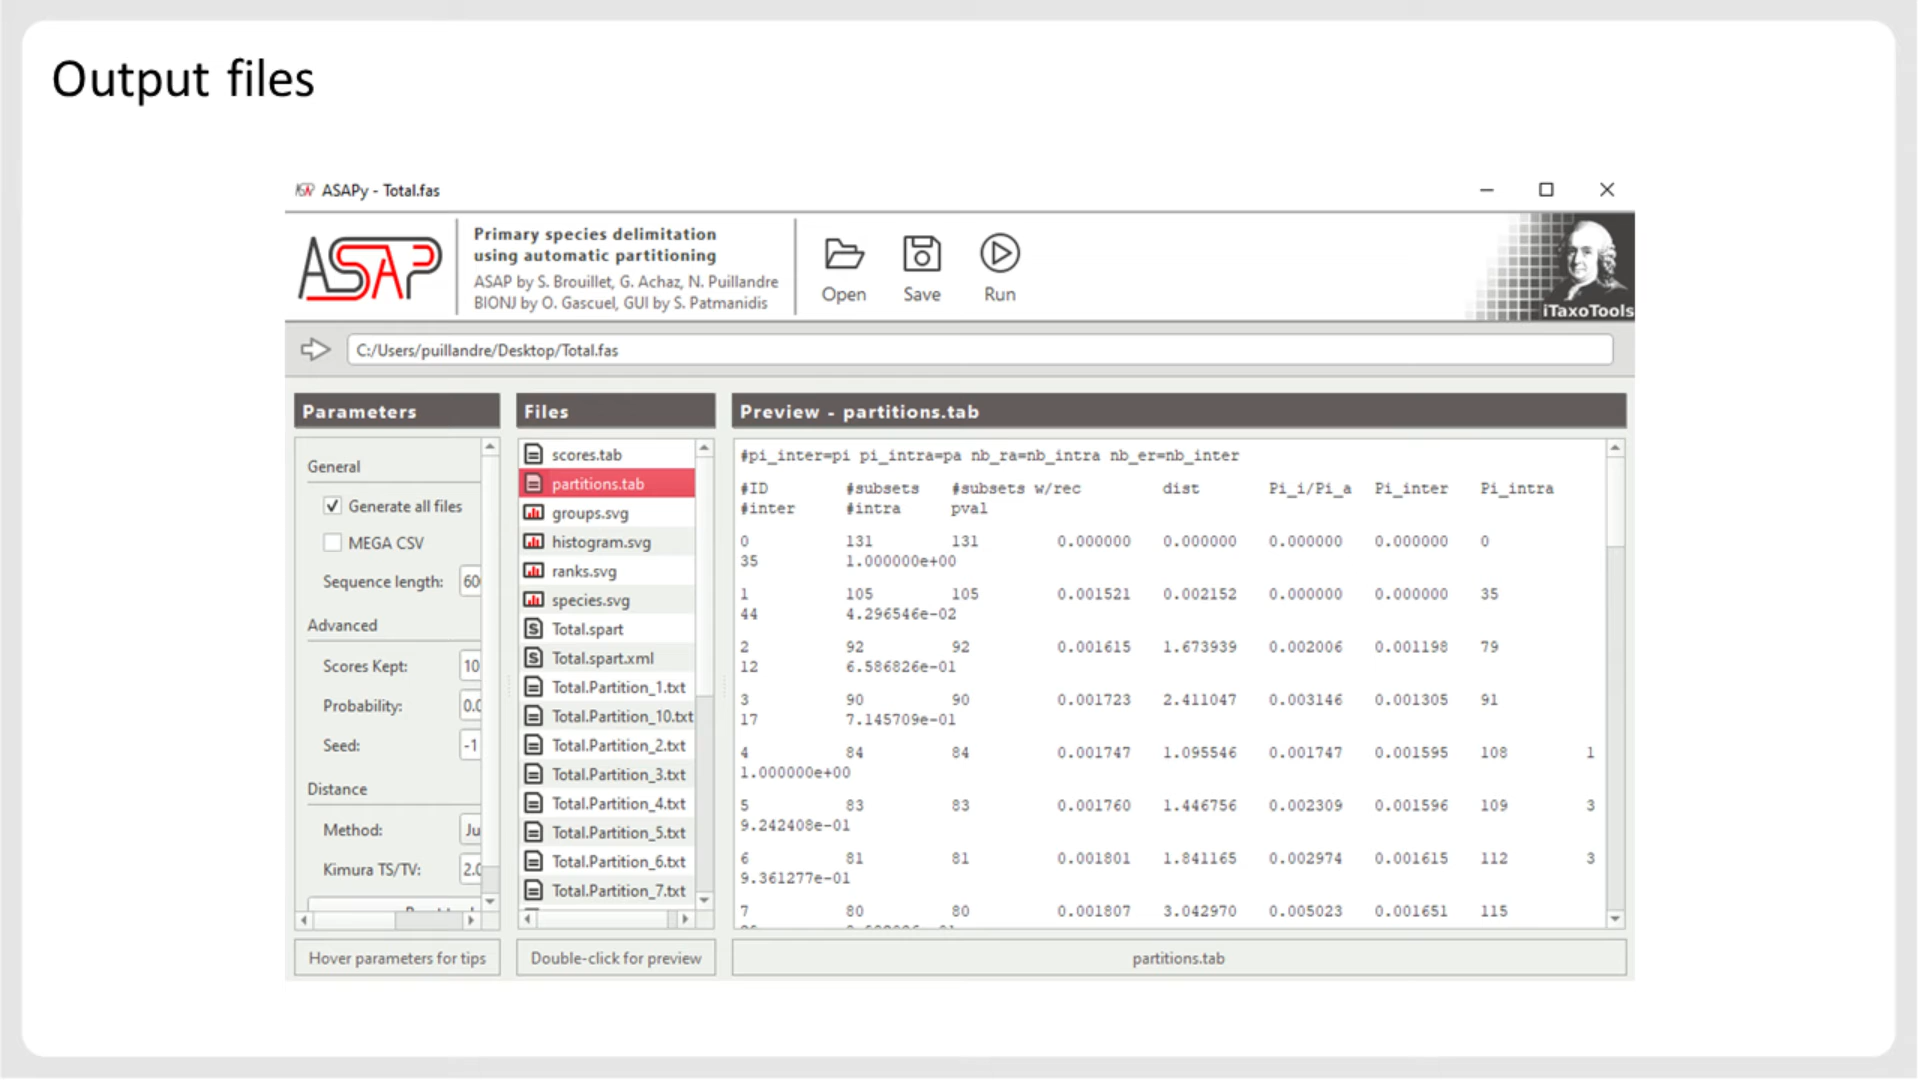 Output files
ASAPy - Total.fas
ASAP
Primary species delimitation
using automatic partitioning
ASAP by S. Brouillet, G. Achaz, N. Puillandre
BIONJ by O. Gascuel, GUI by S. Patmanidis
Open
Save
Run
iTaxoTools
C:/Users/puillandre/Desktop/Total.fas
Parameters
General
Generate all files
MEGA CSV
Sequence length: 60
Advanced
Scores Kept: 10
Probability: 0.0
Seed: -1
Distance
Method: Ju
Kimura TS/TV: 2.0
Hover parameters for tips
Files
scores.tab
partitions.tab
groups.svg
histogram.svg
ranks.svg
species.svg
Total.spart
Total.spart.xml
Total.Partition_1.txt
Total.Partition_10.txt
Total.Partition_2.txt
Total.Partition_3.txt
Total.Partition_4.txt
Total.Partition_5.txt
Total.Partition_6.txt
Total.Partition_7.txt
Double-click for preview
Preview - partitions.tab
#pi_inter=pi pi_intra=pa nb_ra=nb_intra nb_er=nb_inter
#ID #subsets #subsets w/rec dist Pi_i/Pi_a Pi_inter Pi_intra
#inter #intra pval
0 131 131 0.000000 0.000000 0.000000 0.000000 0
35 1.000000e+00
1 105 105 0.001521 0.002152 0.000000 0.000000 35
44 4.296546e-02
2 92 92 0.001615 1.673939 0.002006 0.001198 79
12 6.586826e-01
3 90 90 0.001723 2.411047 0.003146 0.001305 91
17 7.145709e-01
4 84 84 0.001747 1.095546 0.001747 0.001595 108 1
1.000000e+00
5 83 83 0.001760 1.446756 0.002309 0.001596 109 3
9.242408e-01
6 81 81 0.001801 1.841165 0.002974 0.001615 112 3
9.361277e-01
7 80 80 0.001807 3.042970 0.005023 0.001651 115
partitions.tab